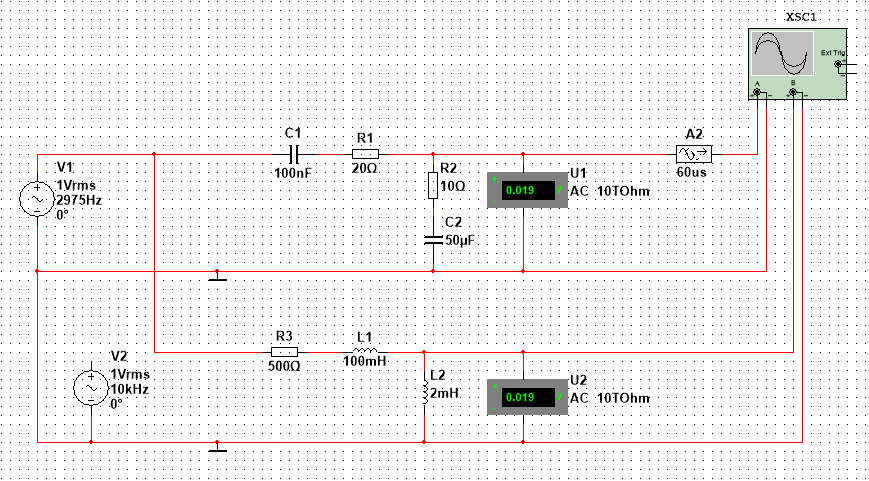 XSC1
Ext Trig
+
A
B
+ − + −
C1
100nF
R1
20Ω
A2
60us
V1
1Vrms
2975Hz
0°
R2
10Ω
C2
50µF
U1
0.019 V
AC 10TOhm
R3
500Ω
L1
100mH
V2
1Vrms
10kHz
0°
L2
2mH
U2
0.019 V
AC 10TOhm